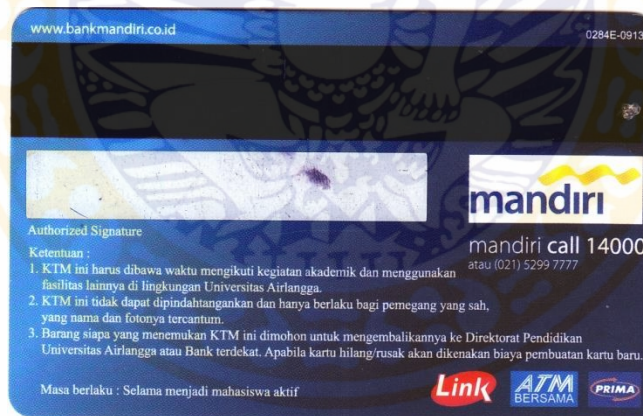 www.bankmandiri.co.id
0284E-0913
mandiri
Authorized Signature
mandiri call 14000
atau (021) 5299 7777
Ketentuan :
1. KTM ini harus dibawa waktu mengikuti kegiatan akademik dan menggunakan
fasilitas lainnya di lingkungan Universitas Airlangga.
2. KTM ini tidak dapat dipindahtangankan dan hanya berlaku bagi pemegang yang sah,
yang nama dan fotonya tercantum.
3. Barang siapa yang menemukan KTM ini dimohon untuk mengembalikannya ke Direktorat Pendidikan
Universitas Airlangga atau Bank terdekat. Apabila kartu hilang/rusak akan dikenakan biaya pembuatan kartu baru.
Masa berlaku : Selama menjadi mahasiswa aktif
Link
ATM
BERSAMA
PRIMA